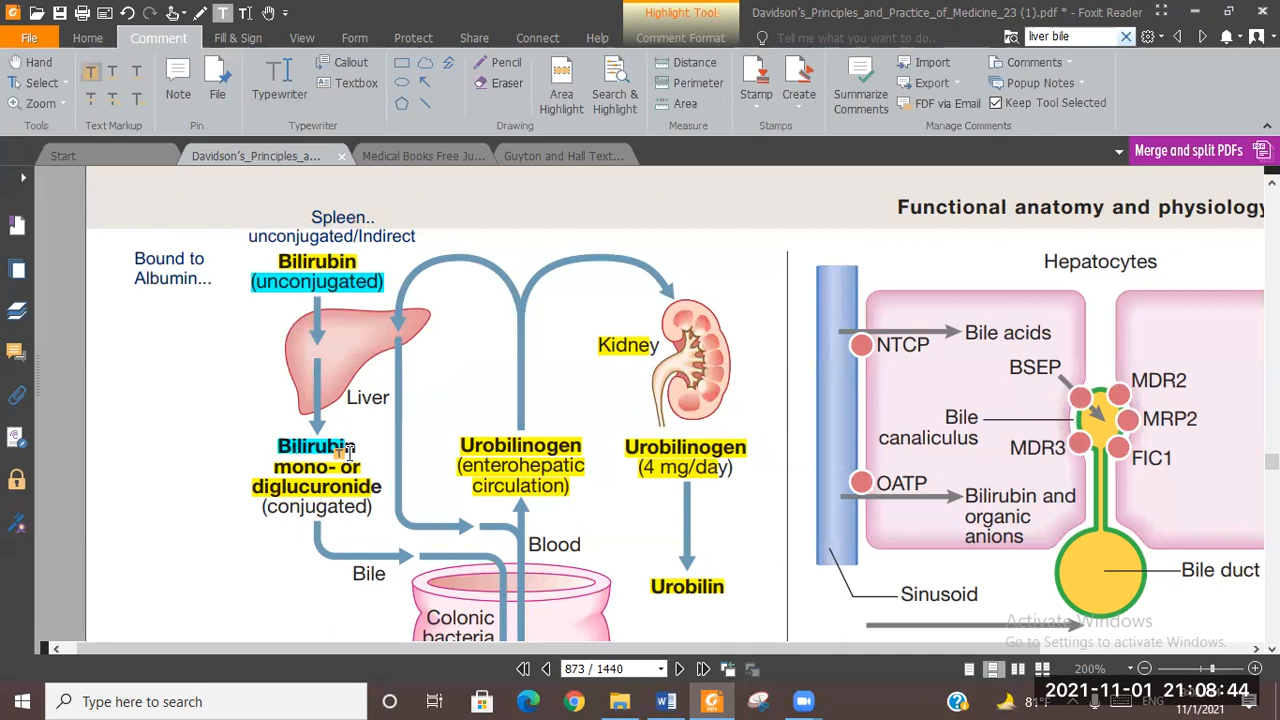 Highlight Tools
Davidson's_Principles_and_Practice_of_Medicine_23 (1).pdf * - Foxit Reader
File
Home
Comment
Fill & Sign
View
Form
Protect
Share
Connect
Help
Comment Format
Tell me what you want to do...
liver bile
Hand
Select
Zoom
Tools
Text Markup
Note
File
Pin
Typewriter
Callout
Textbox
Typewriter
Pencil
Eraser
Drawing
Area
Highlight
Search &
Highlight
Distance
Perimeter
Area
Measure
Stamp
Create
Stamps
Summarize
Comments
Import
Export
FDF via Email
Comments
Popup Notes
Keep Tool Selected
Manage Comments
Start
Davidson's_Principles_a...
Medical Books Free Ju...
Guyton and Hall Text...
Merge and split PDFs
Functional anatomy and physiology
Spleen..
unconjugated/Indirect
Bound to
Albumin...
Bilirubin
(unconjugated)
Liver
Bilirubin
mono- or
diglucuronide
(conjugated)
Bile
Urobilinogen
(enterohepatic
circulation)
Blood
Colonic
bacteria
Kidney
Urobilinogen
(4 mg/day)
Urobilin
Hepatocytes
Bile acids
NTCP
BSEP
MDR2
Bile
canaliculus
MRP2
MDR3
FIC1
OATP
Bilirubin and
organic
anions
Bile duct
Sinusoid
Activate Windows
Go to Settings to activate Windows.
873 / 1440
200%
Type here to search
81°F
ENG
11/1/2021
2021-11-01 21:08:44